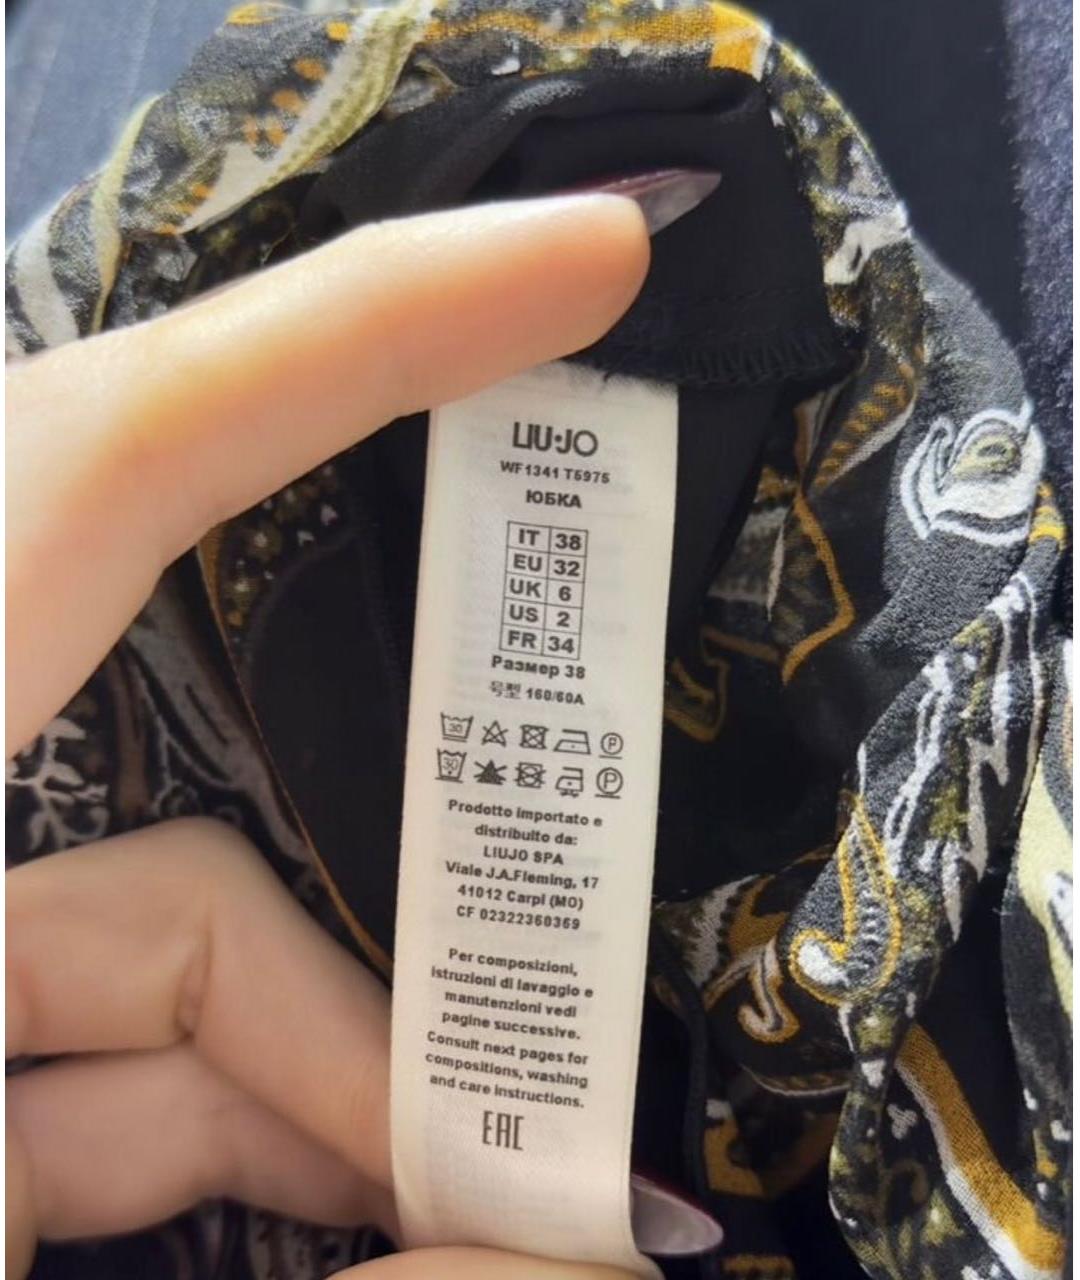 LIU·JO
WF1341 T5975
ЮБКА
IT 38
EU 32
UK 6
US 2
FR 34
Размер 38
号型 160/60A
30
P
30
P
Prodotto importato e
distribuito da:
LIUJO SPA
Viale J.A.Fleming, 17
41012 Carpi (MO)
CF 02322360369
Per composizioni,
istruzioni di lavaggio e
manutenzioni vedi
pagine successive.
Consult next pages for
compositions, washing
and care instructions.
EAC